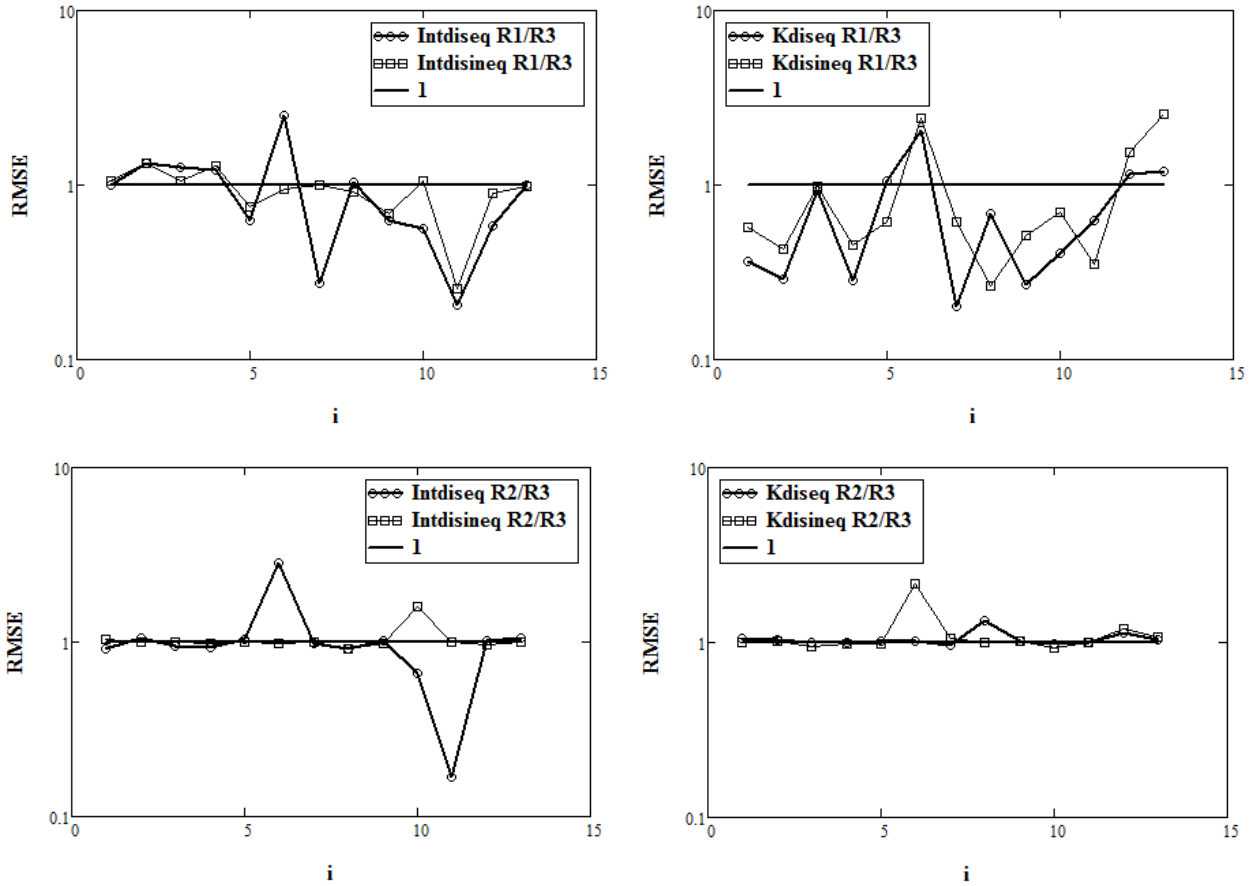 10
Intdiseq R1/R3
Intdisineq R1/R3
1
RMSE
1
0.1
0
5
10
15
i
10
Kdiseq R1/R3
Kdisineq R1/R3
1
RMSE
1
0.1
0
5
10
15
i
10
Intdiseq R2/R3
Intdisineq R2/R3
1
RMSE
1
0.1
0
5
10
15
i
10
Kdiseq R2/R3
Kdisineq R2/R3
1
RMSE
1
0.1
0
5
10
15
i